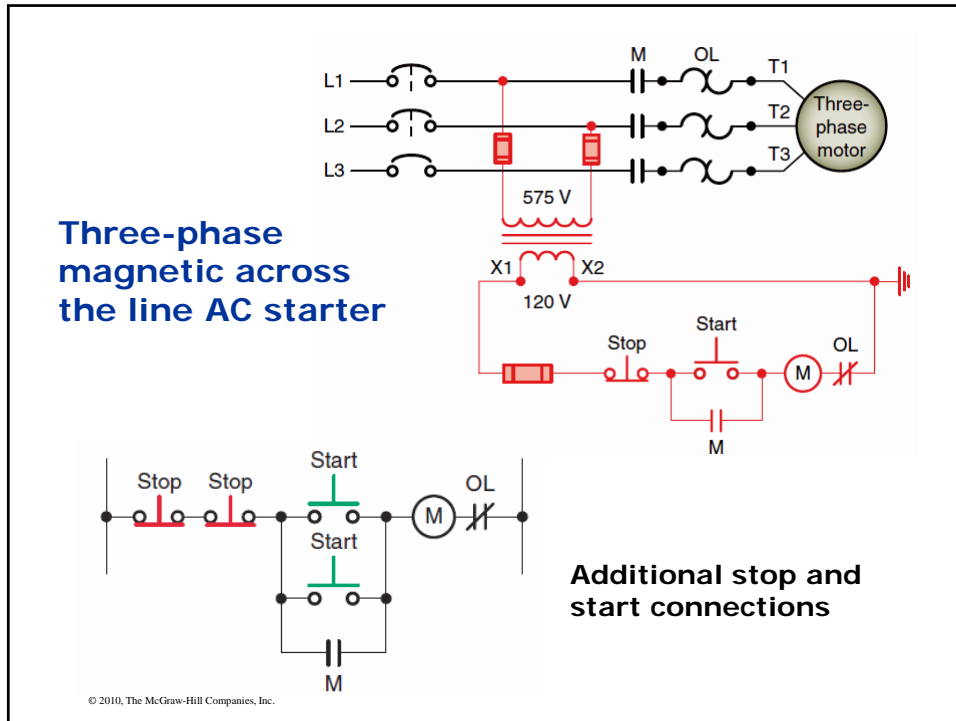 M OL
L1 T1
L2 T2
Three-
phase
motor
L3 T3
575 V
Three-phase
magnetic across
the line AC starter
X1 X2
120 V
Start
Stop OL
M
M
Start
Stop Stop OL
M
Start
Additional stop and
start connections
M
© 2010, The McGraw-Hill Companies, Inc.